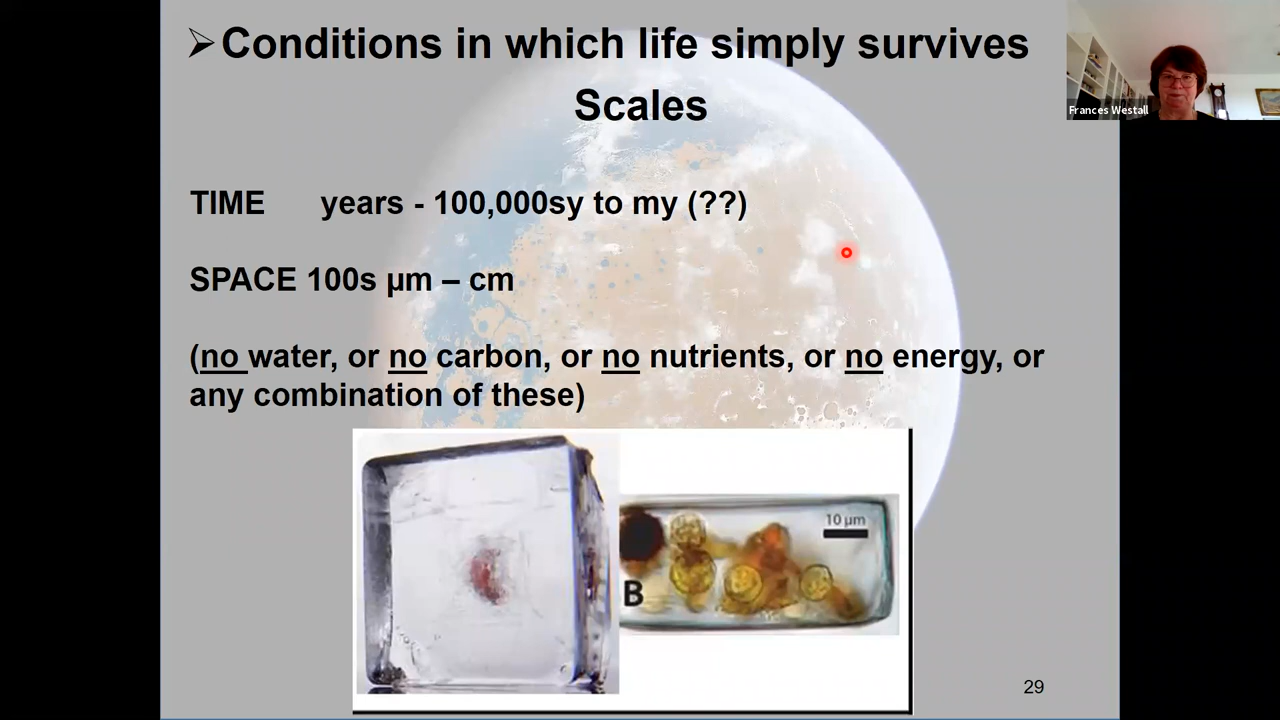 ➢Conditions in which life simply survives
Scales
Frances Westall
TIME years - 100,000sy to my (??)
SPACE 100s µm – cm
(no water, or no carbon, or no nutrients, or no energy, or
any combination of these)
10 µm
B
29